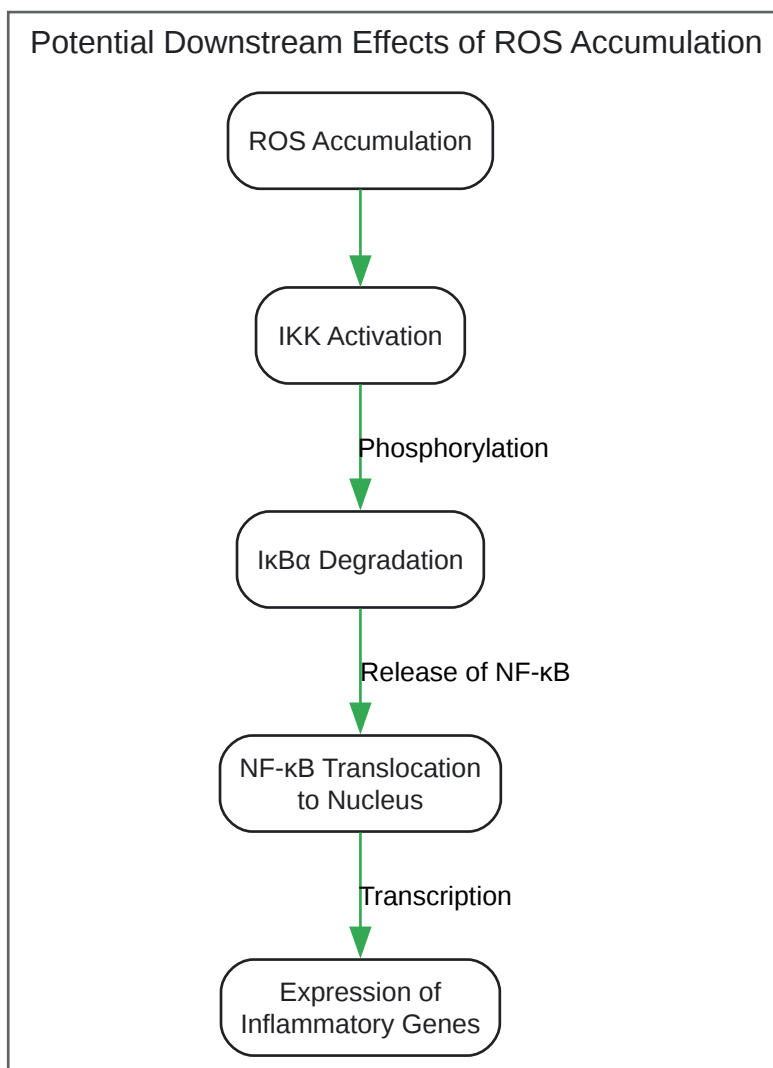 Potential Downstream Effects of ROS Accumulation
ROS Accumulation
IKK Activation
Phosphorylation
IκBα Degradation
Release of NF-κB
NF-κB Translocation
to Nucleus
Transcription
Expression of
Inflammatory Genes